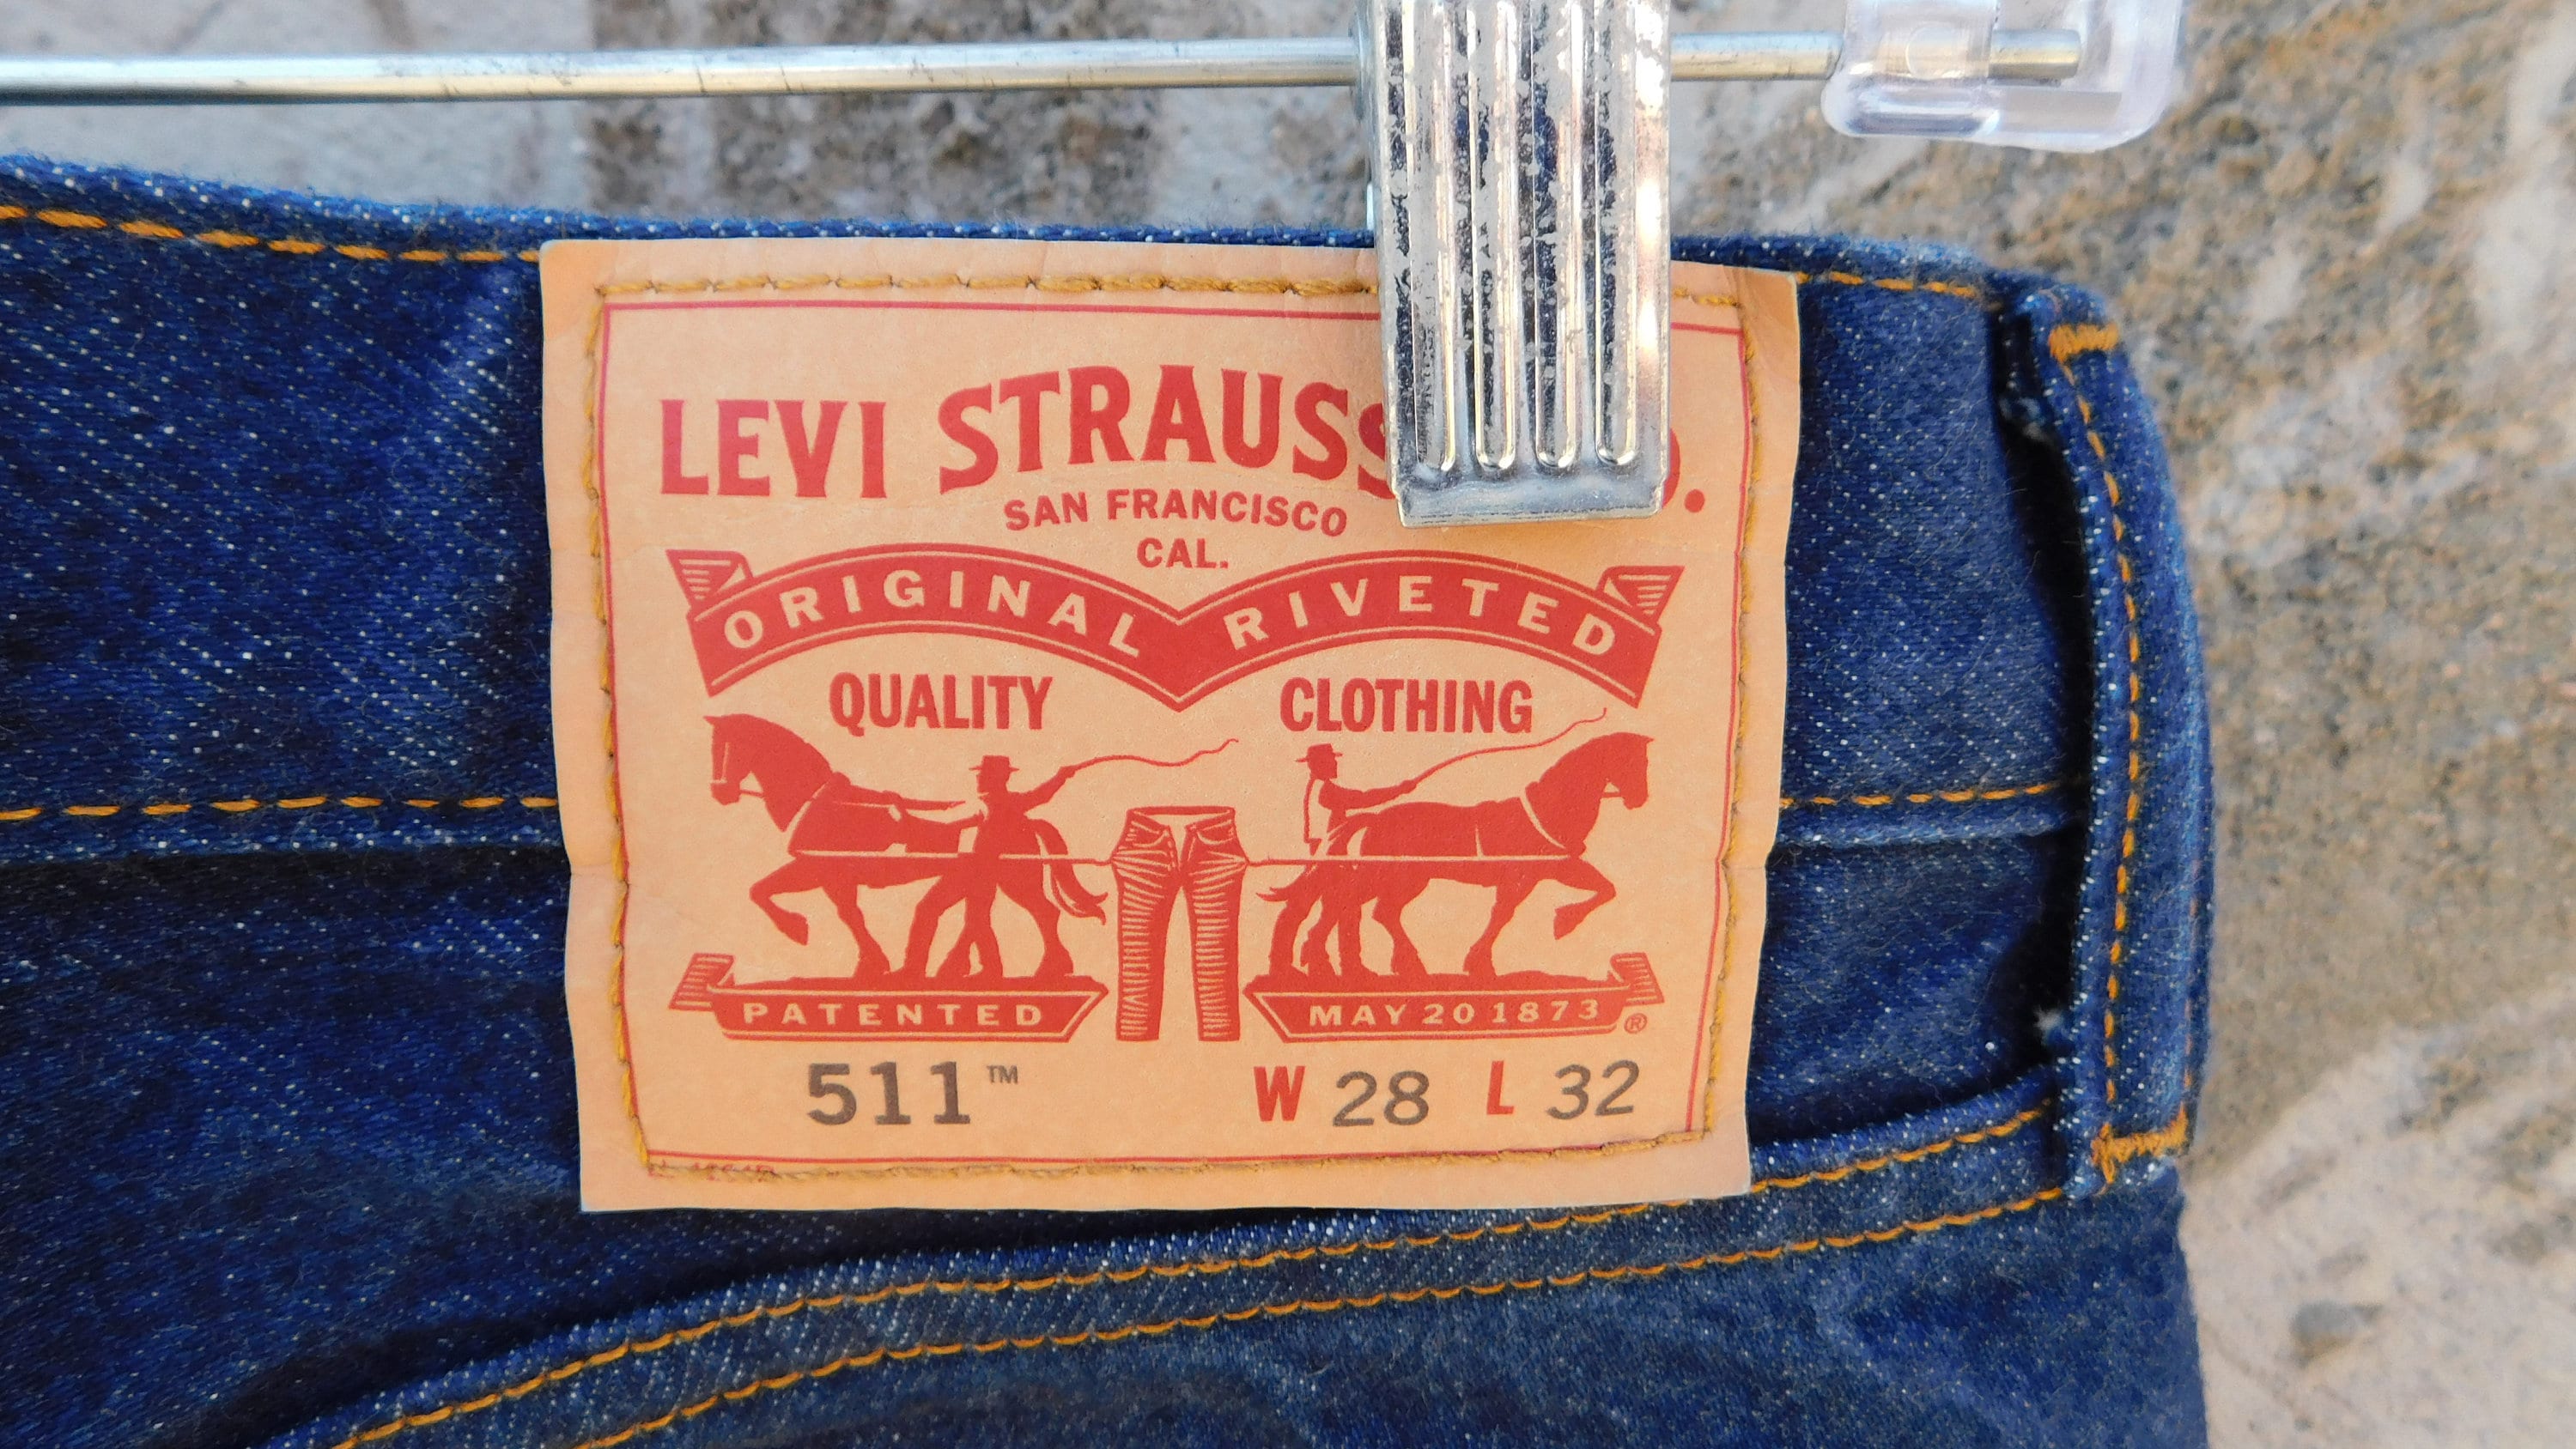 LEVI STRAUSS
SAN FRANCISCO
CAL.
ORIGINAL RIVETED
QUALITY CLOTHING
PATENTED MAY 20 1873 ®
511™ W 28 L 32